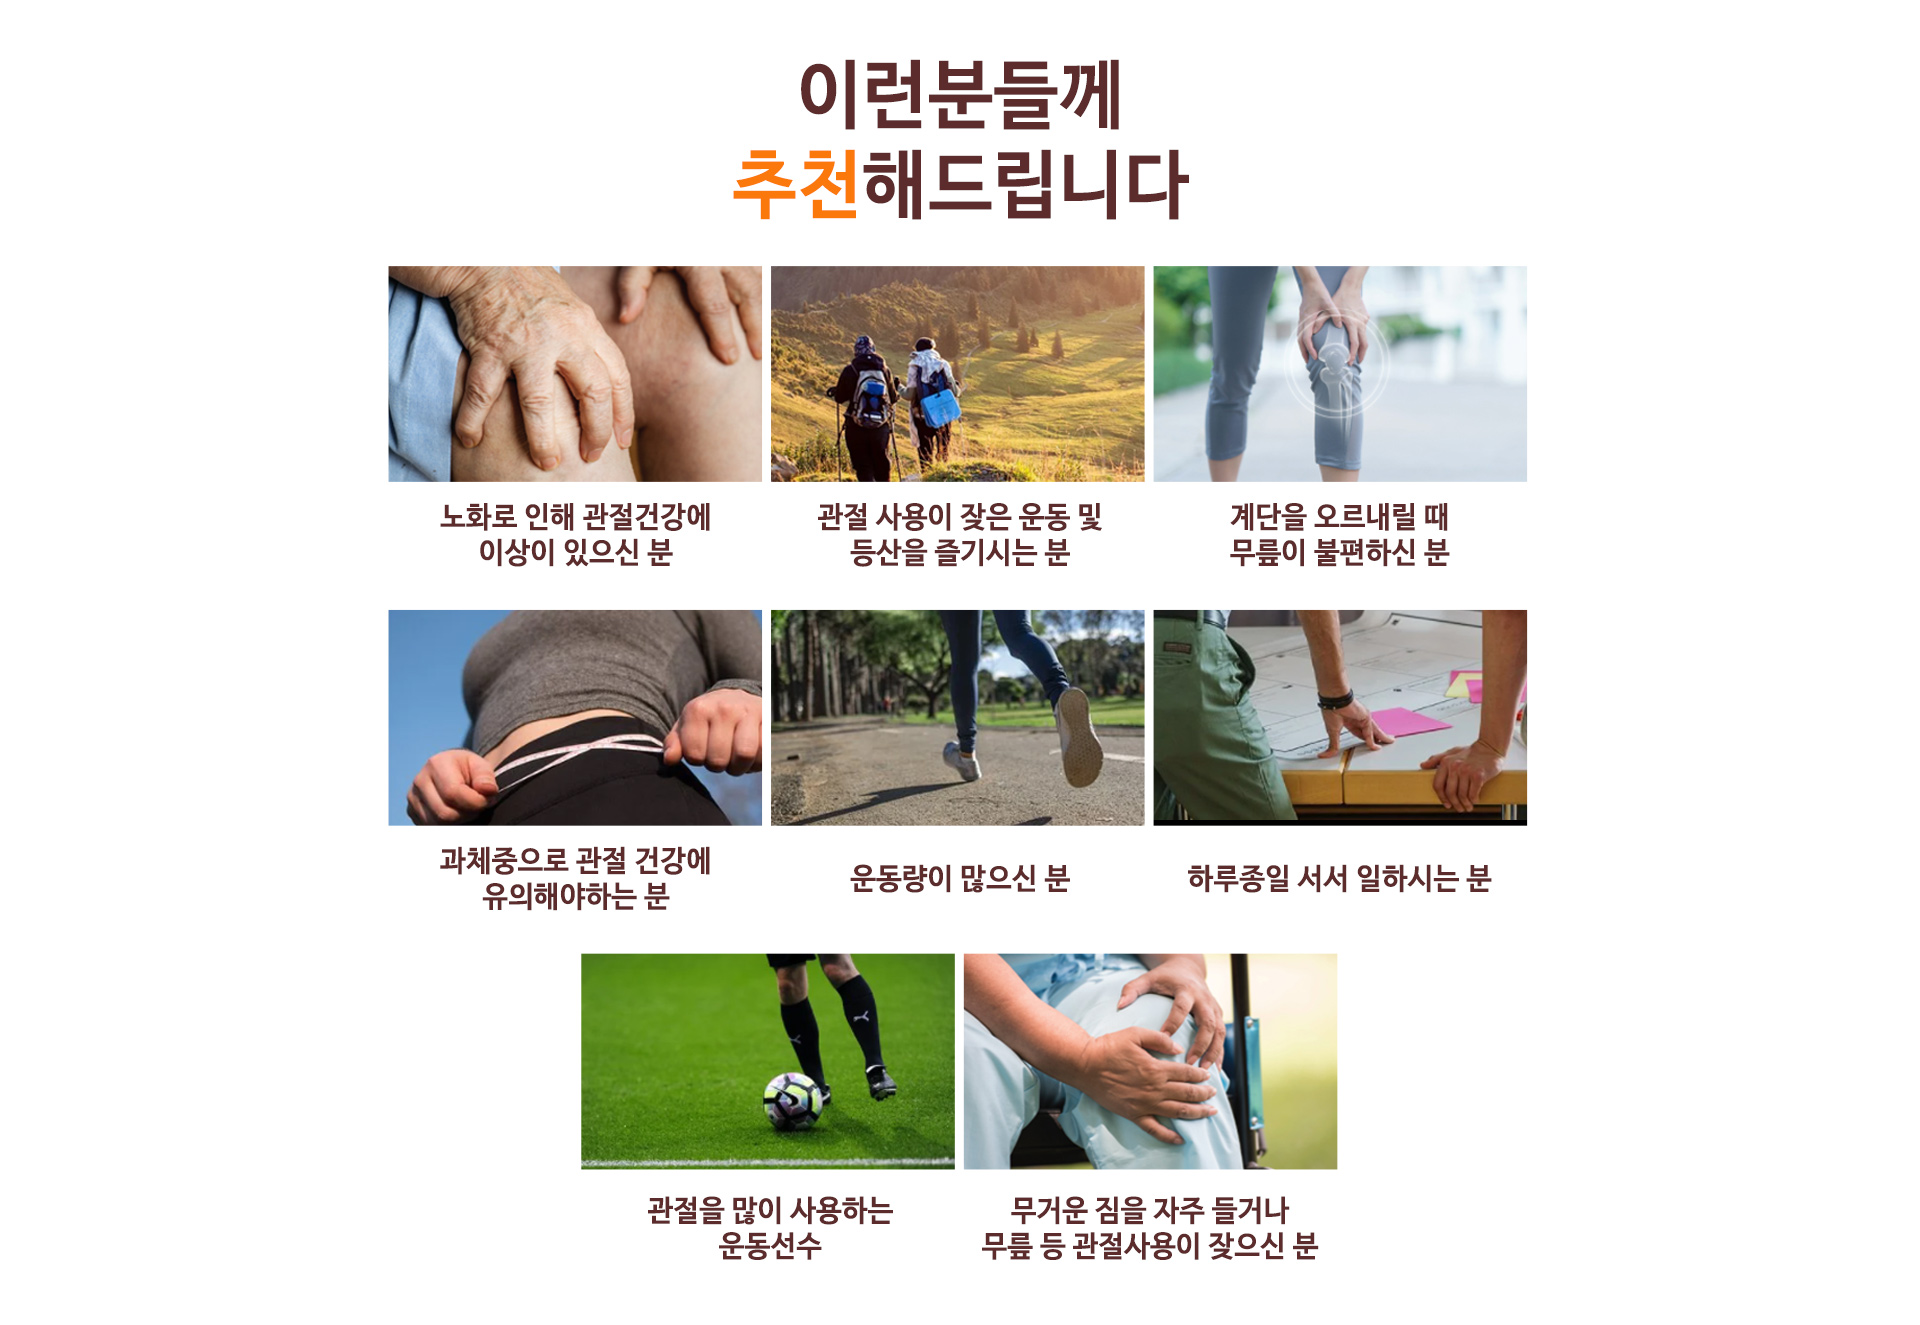 이런분들께
추천해드립니다
노화로 인해 관절건강에
이상이 있으신 분
관절 사용이 잦은 운동 및
등산을 즐기시는 분
계단을 오르내릴 때
무릎이 불편하신 분
과체중으로 관절 건강에
유의해야하는 분
운동량이 많으신 분
하루종일 서서 일하시는 분
관절을 많이 사용하는
운동선수
무거운 짐을 자주 들거나
무릎 등 관절사용이 잦으신 분